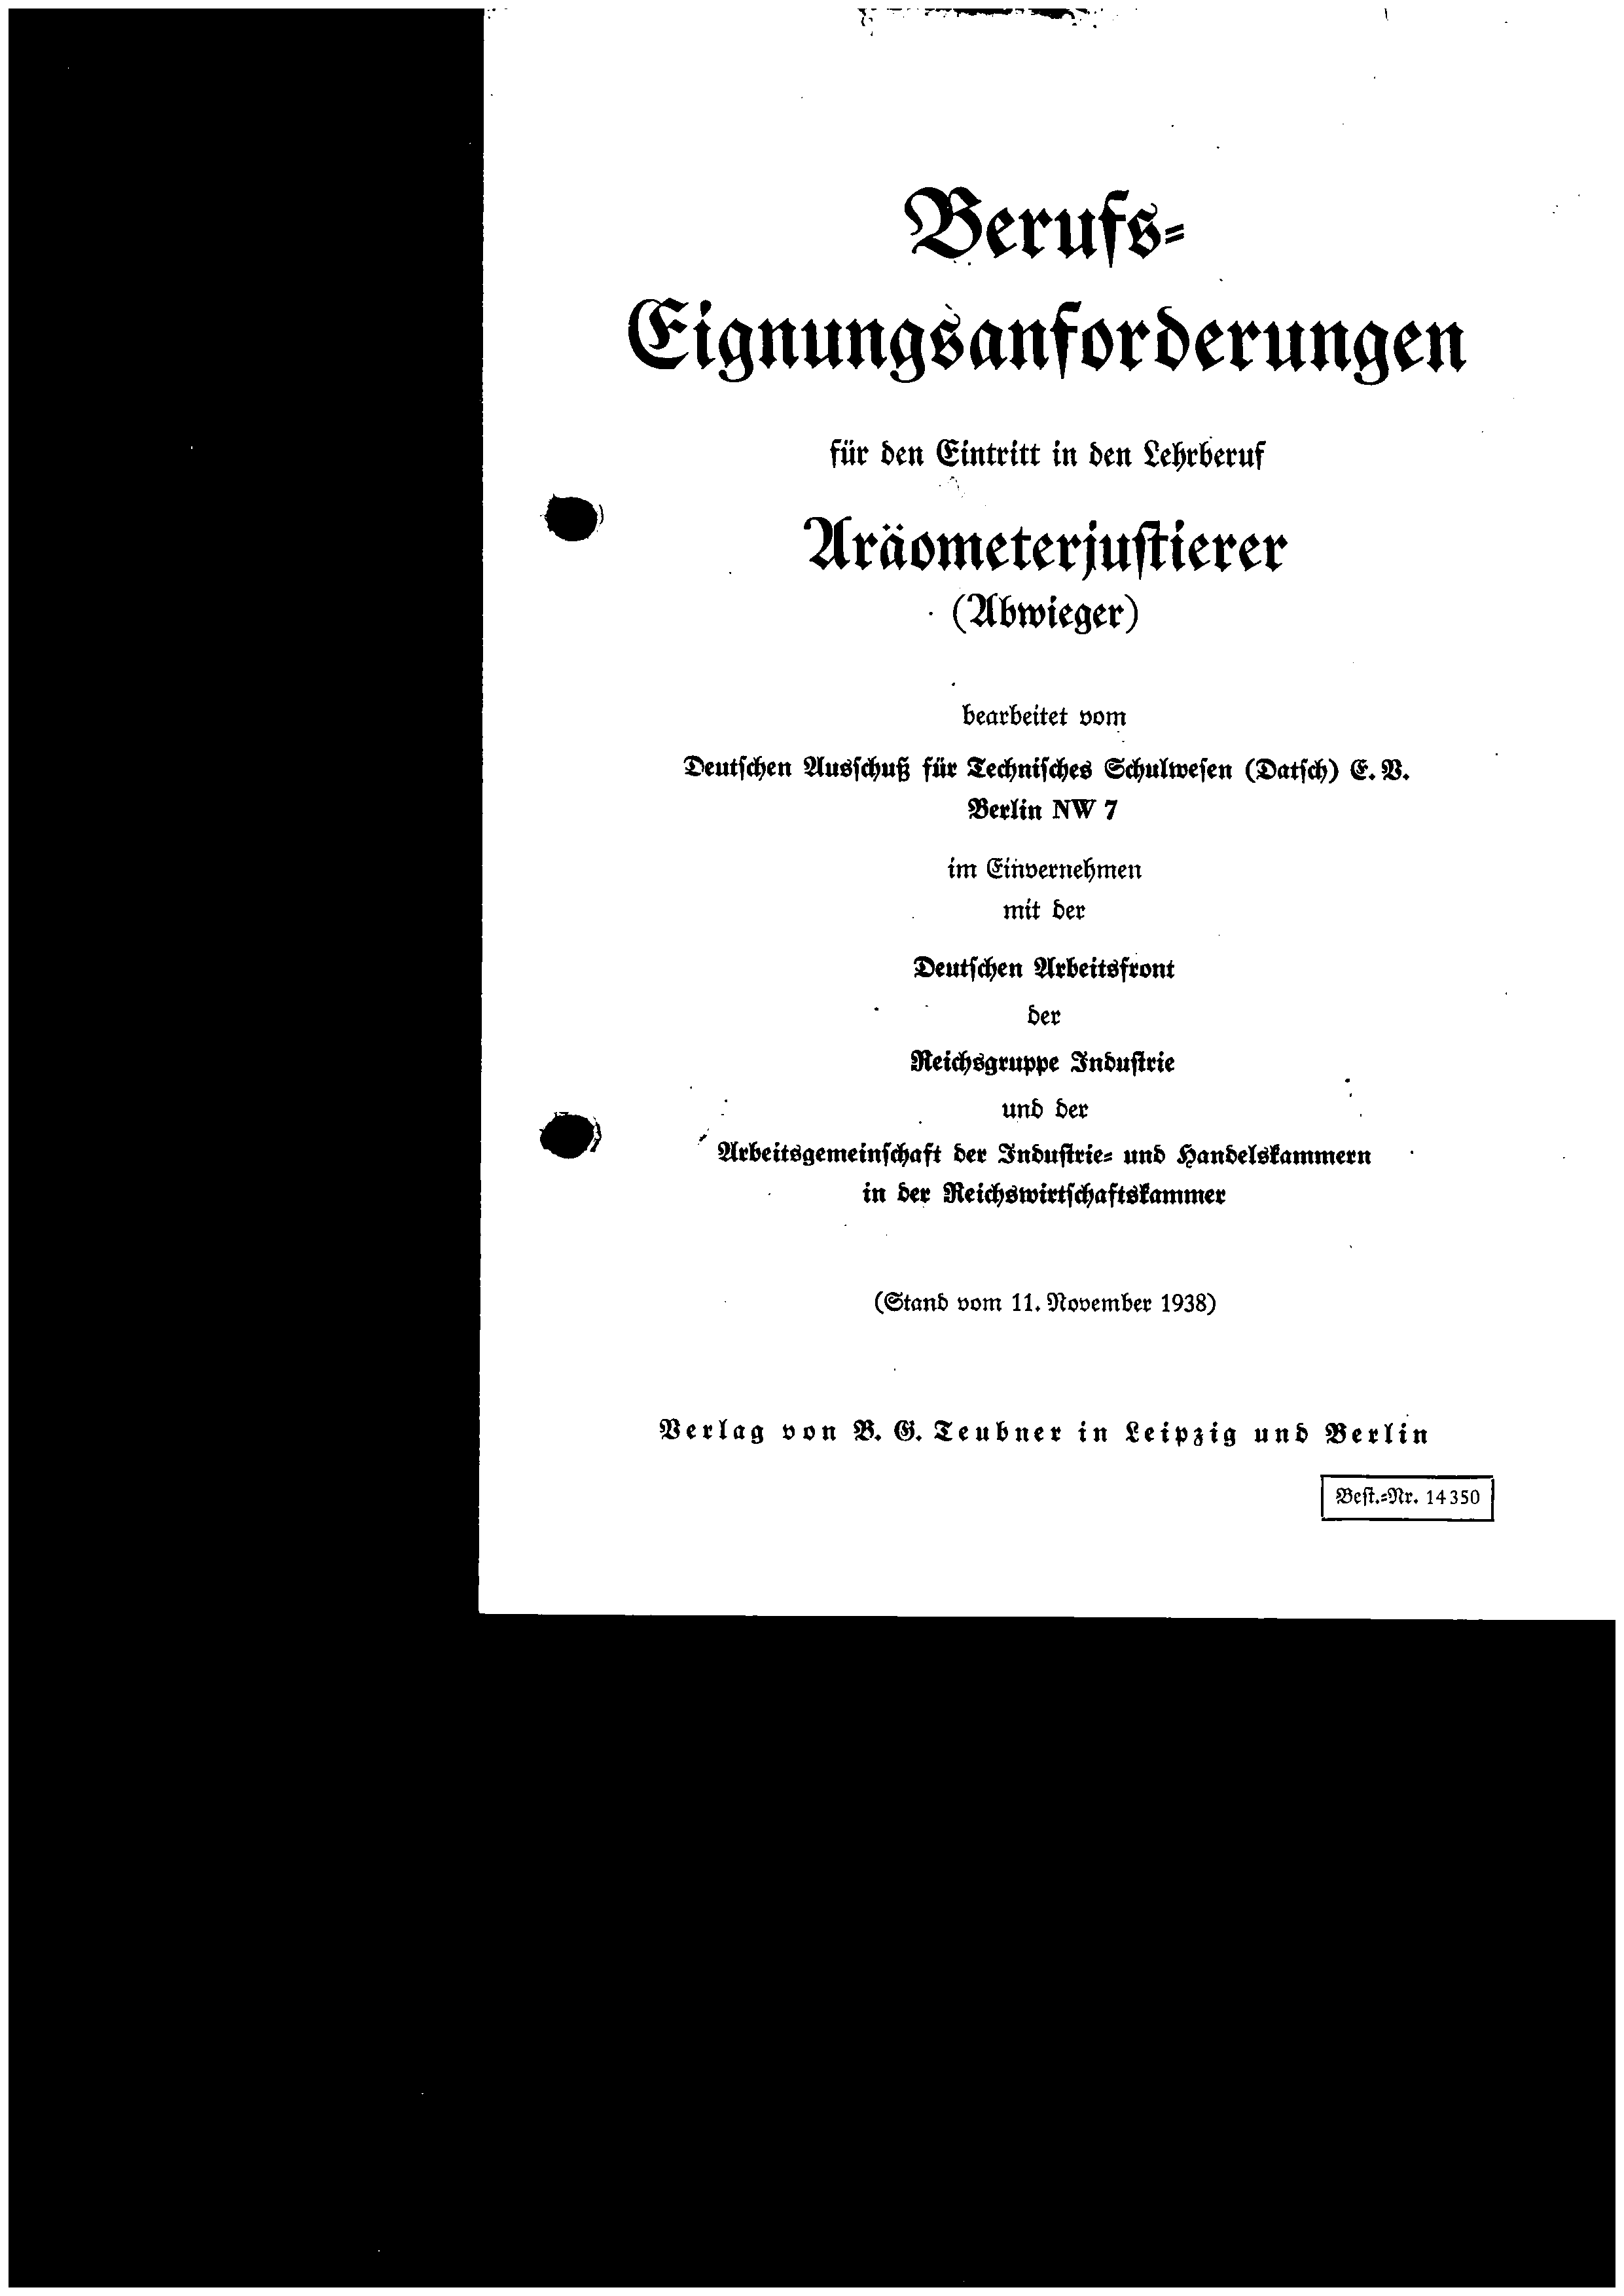 Berufs-
Eignungsanforderungen
für den Eintritt in den Lehrberuf
Aräometerjustierer
(Abwieger)
bearbeitet vom
Deutschen Ausschuß für Technisches Schulwesen (Datsch) E. V.
Berlin NW 7
im Einvernehmen
mit der
Deutschen Arbeitsfront
der
Reichsgruppe Industrie
und der
Arbeitsgemeinschaft der Industrie- und Handelskammern
in der Reichswirtschaftskammer
(Stand vom 11. November 1938)
Verlag von B. G. Teubner in Leipzig und Berlin
Best.-Nr. 14350